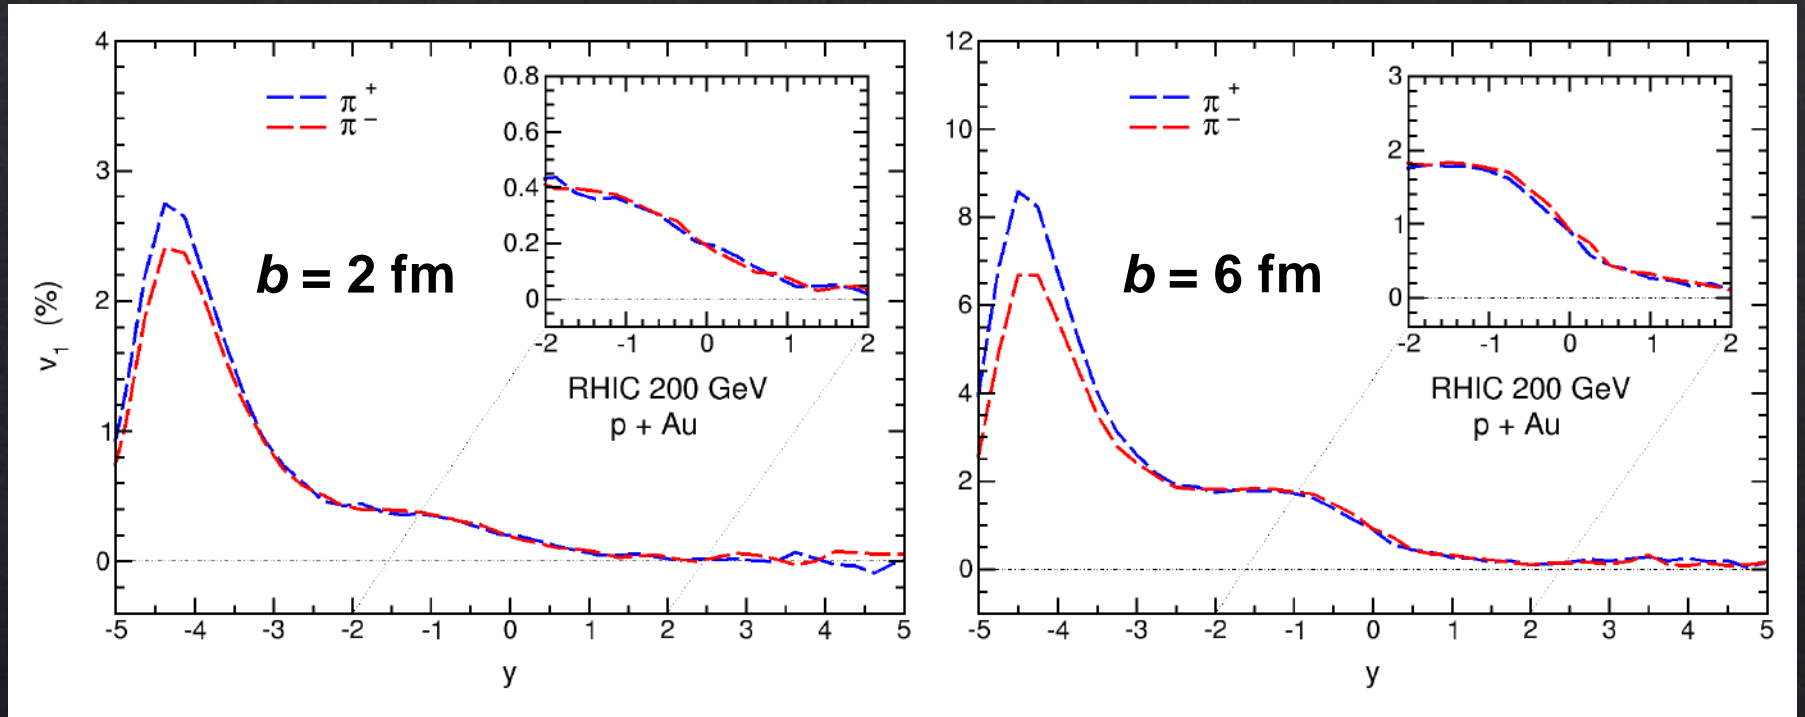 4
3
2
1
0
v₁ (%)
π⁺
π⁻
b = 2 fm
0.8
0.6
0.4
0.2
0
-2 -1 0 1 2
RHIC 200 GeV
p + Au
-5 -4 -3 -2 -1 0 1 2 3 4 5
y
12
10
8
6
4
2
0
π⁺
π⁻
b = 6 fm
3
2
1
0
-2 -1 0 1 2
RHIC 200 GeV
p + Au
-5 -4 -3 -2 -1 0 1 2 3 4 5
y